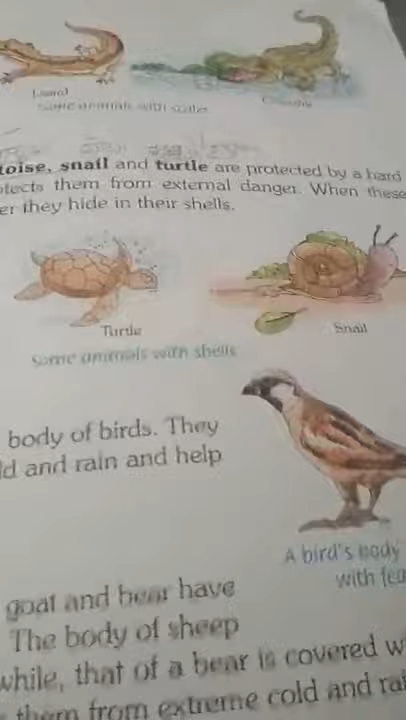 Lizard
Some animals with scales
toise, snail and turtle are protected by a hard
otects them from external danger. When these
er they hide in their shells.
Turtle
Snail
Some animals with shells
body of birds. They
ld and rain and help
A bird's body
with fea
goat and bear have
The body of sheep
while, that of a bear is covered w
them from extreme cold and rai